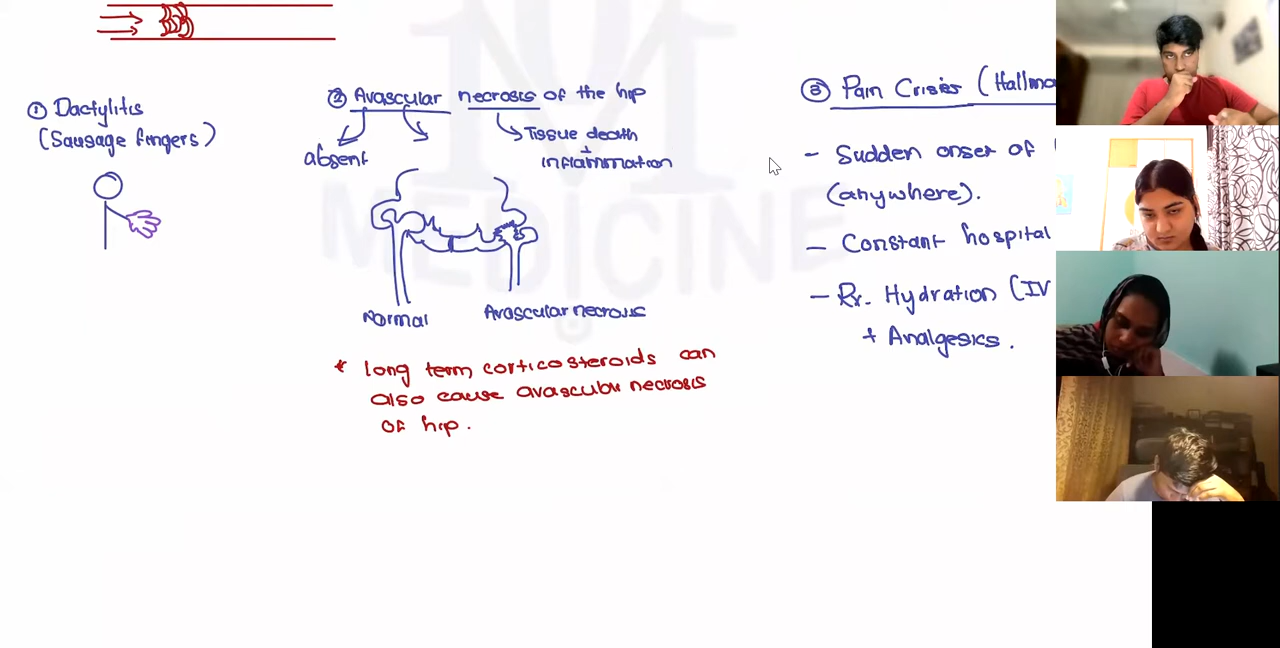 ① Dactylitis
(Sausage fingers)
② Avascular necrosis of the hip
absent
Tissue death
+
inflammation
Normal
Avascular necrosis
* long term corticosteroids can
also cause avascular necrosis
of hip.
③ Pain Crisis (Hallma
- Sudden onset of
(anywhere).
- Constant hospital
- Rx. Hydration (IV
+ Analgesics.
MEDICINE